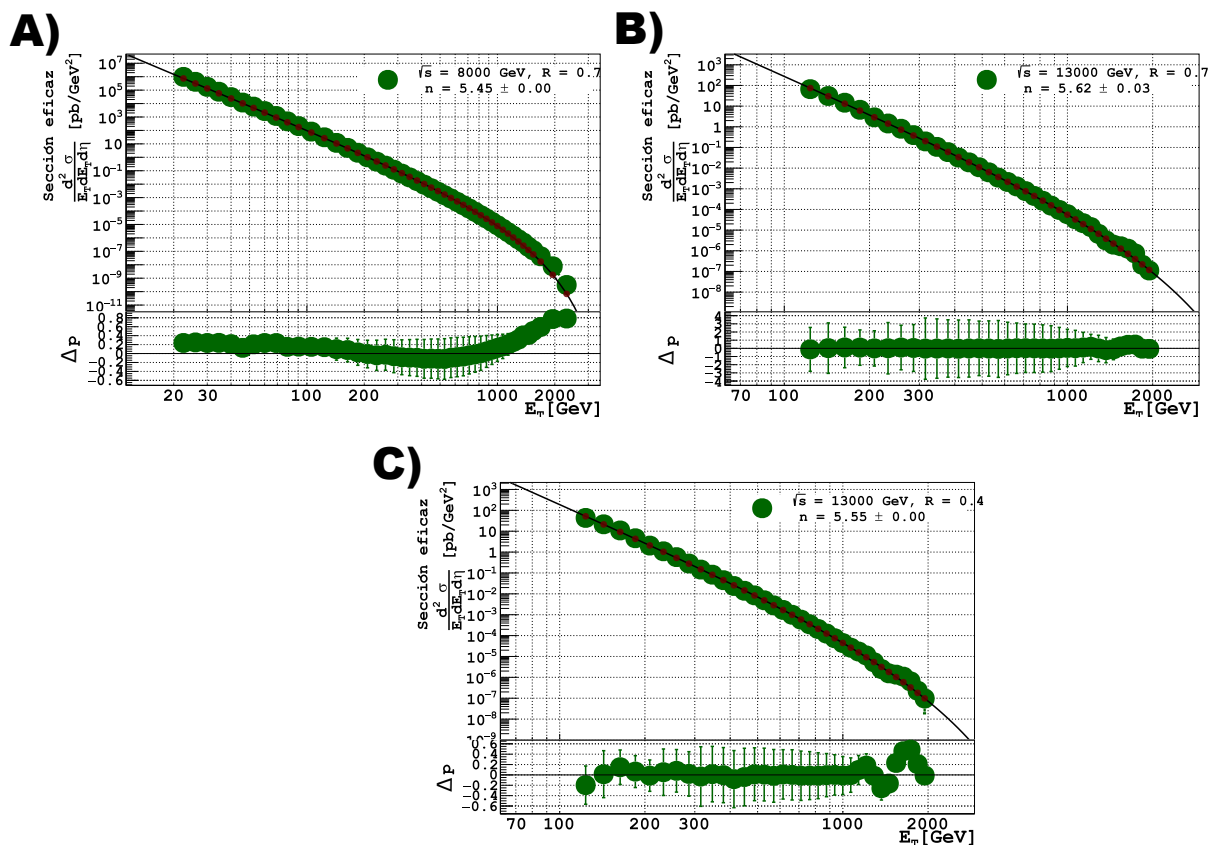 A)
Sección eficaz
d² σ / E_T dE_T dη [pb/GeV²]
10⁷
10⁵
10³
10
10⁻¹
10⁻³
10⁻⁵
10⁻⁷
10⁻⁹
10⁻¹¹
√s = 8000 GeV, R = 0.7
n = 5.45 ± 0.00
Δp
0.8
0.6
0.4
0.2
0
−0.2
−0.4
−0.6
20 30 100 200 1000 2000
E_T[GeV]
B)
Sección eficaz
d² σ / E_T dE_T dη [pb/GeV²]
10³
10²
10
1
10⁻¹
10⁻²
10⁻³
10⁻⁴
10⁻⁵
10⁻⁶
10⁻⁷
10⁻⁸
√s = 13000 GeV, R = 0.7
n = 5.62 ± 0.03
Δp
4
3
2
1
0
−1
−2
−3
−4
70 100 200 300 1000 2000
E_T[GeV]
C)
Sección eficaz
d² σ / E_T dE_T dη [pb/GeV²]
10³
10²
10
1
10⁻¹
10⁻²
10⁻³
10⁻⁴
10⁻⁵
10⁻⁶
10⁻⁷
10⁻⁸
10⁻⁹
√s = 13000 GeV, R = 0.4
n = 5.55 ± 0.00
Δp
0.6
0.4
0.2
0
−0.2
−0.4
−0.6
70 100 200 300 1000 2000
E_T[GeV]